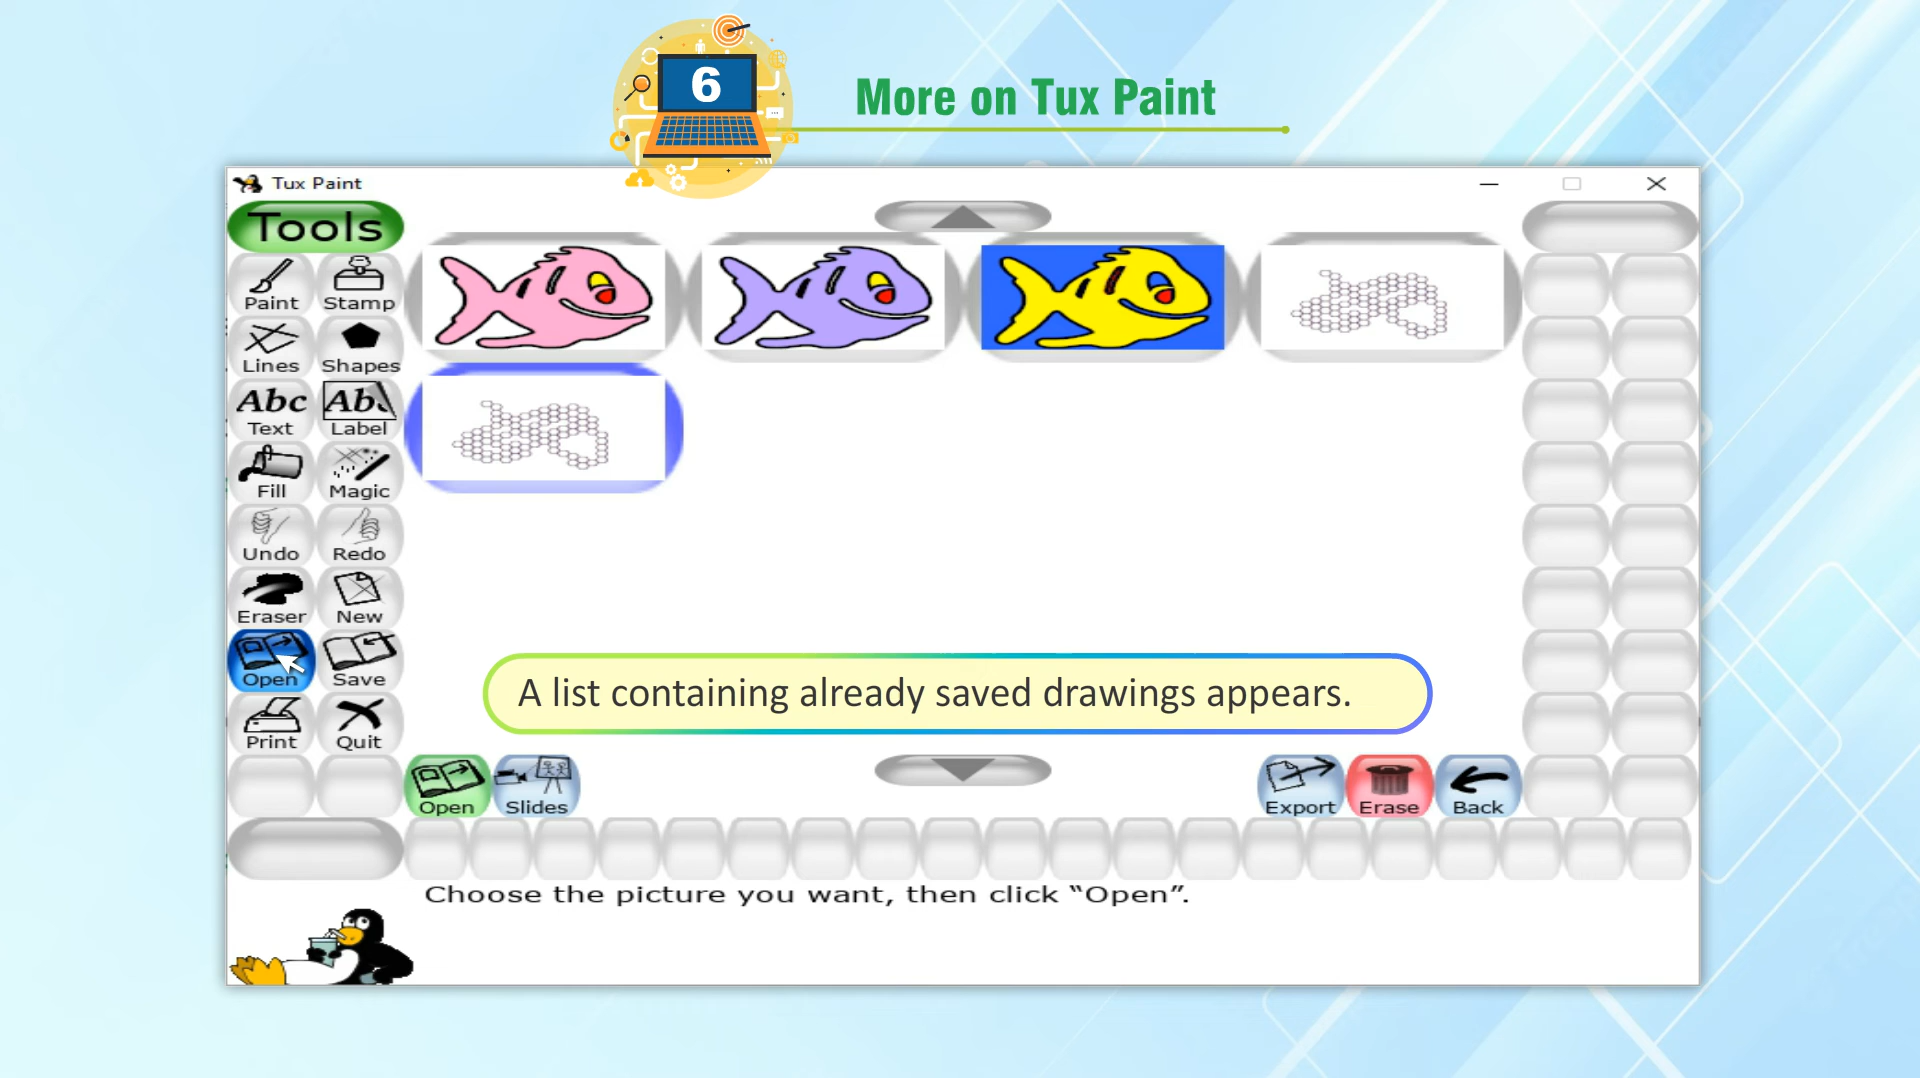 6
More on Tux Paint
Tux Paint
Tools
Paint Stamp
Lines Shapes
Abc Abc
Text Label
Fill Magic
Undo Redo
Eraser New
Open Save
A list containing already saved drawings appears.
Print Quit
Open Slides Export Erase Back
Choose the picture you want, then click “Open”.